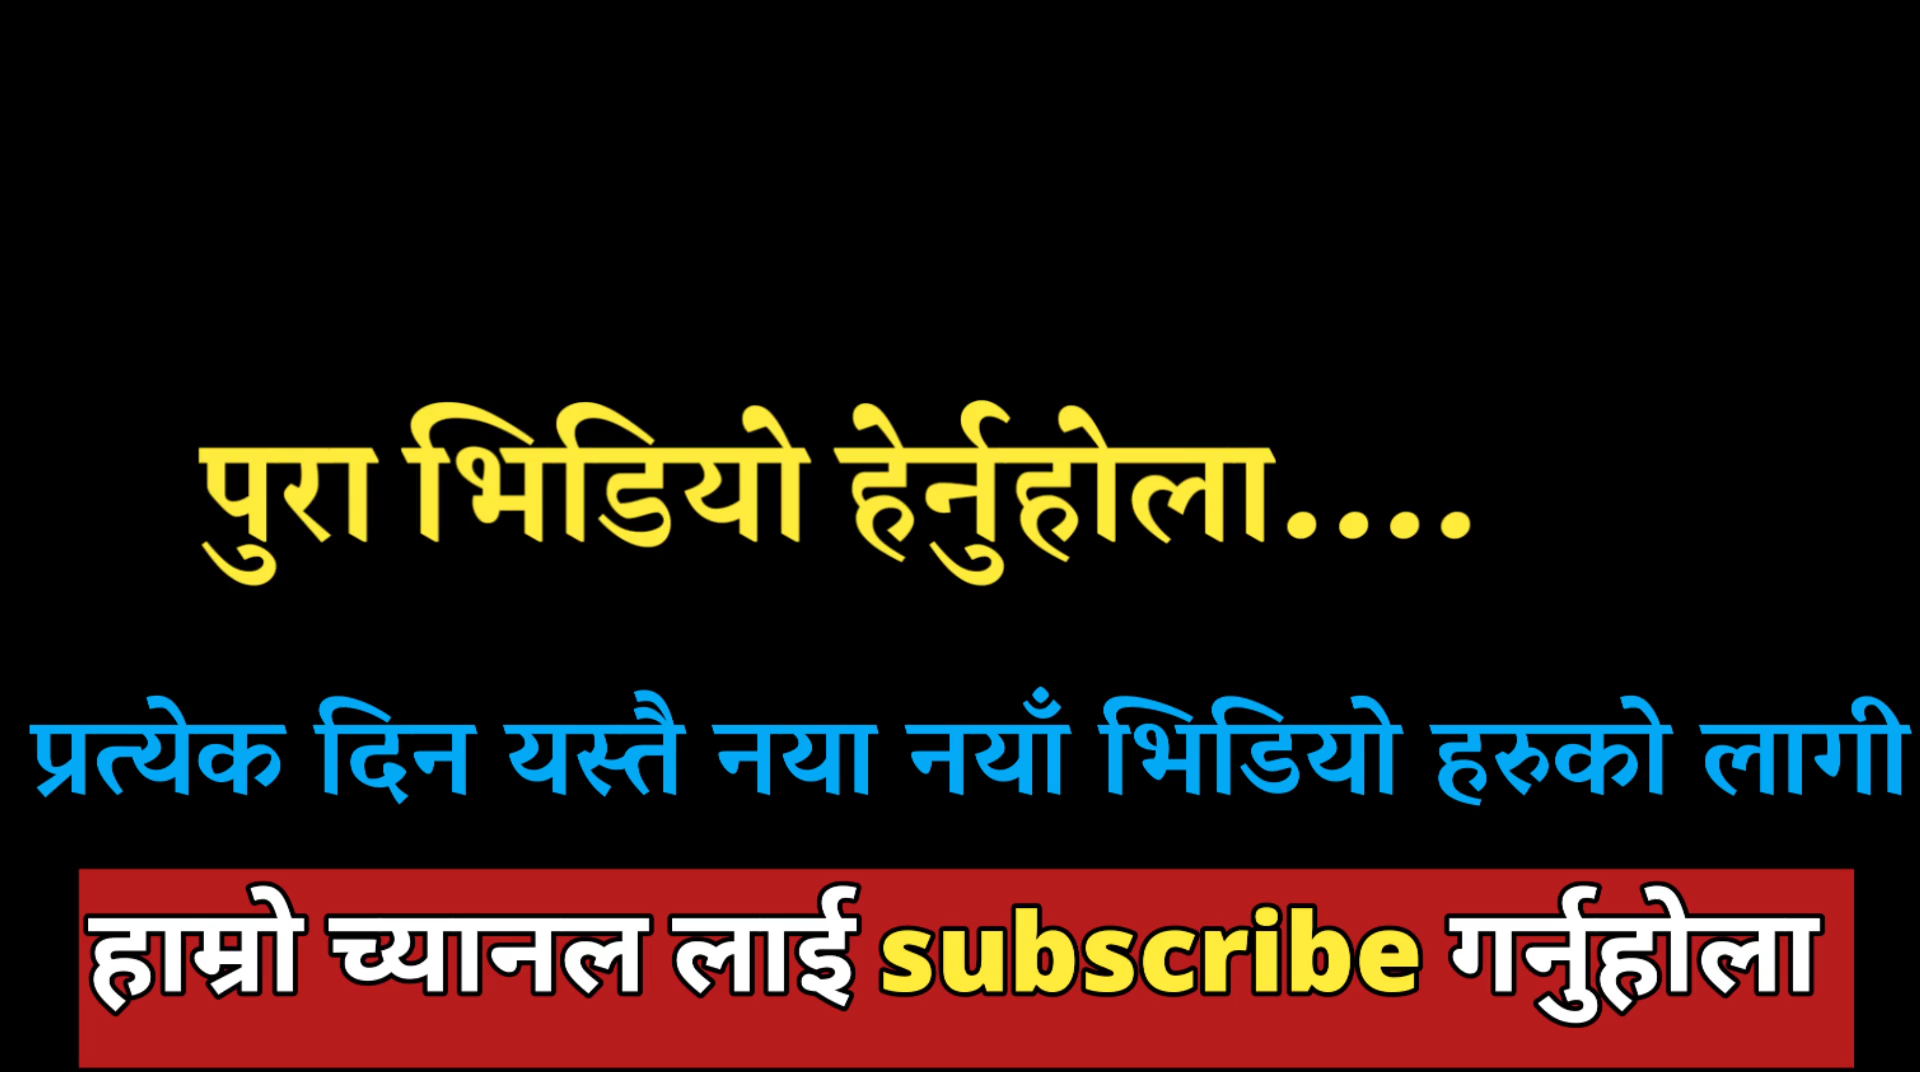 पुरा भिडियो हेर्नुहोला....
प्रत्येक दिन यस्तै नया नयाँ भिडियो हरुको लागी
हाम्रो च्यानल लाई subscribe गर्नुहोला